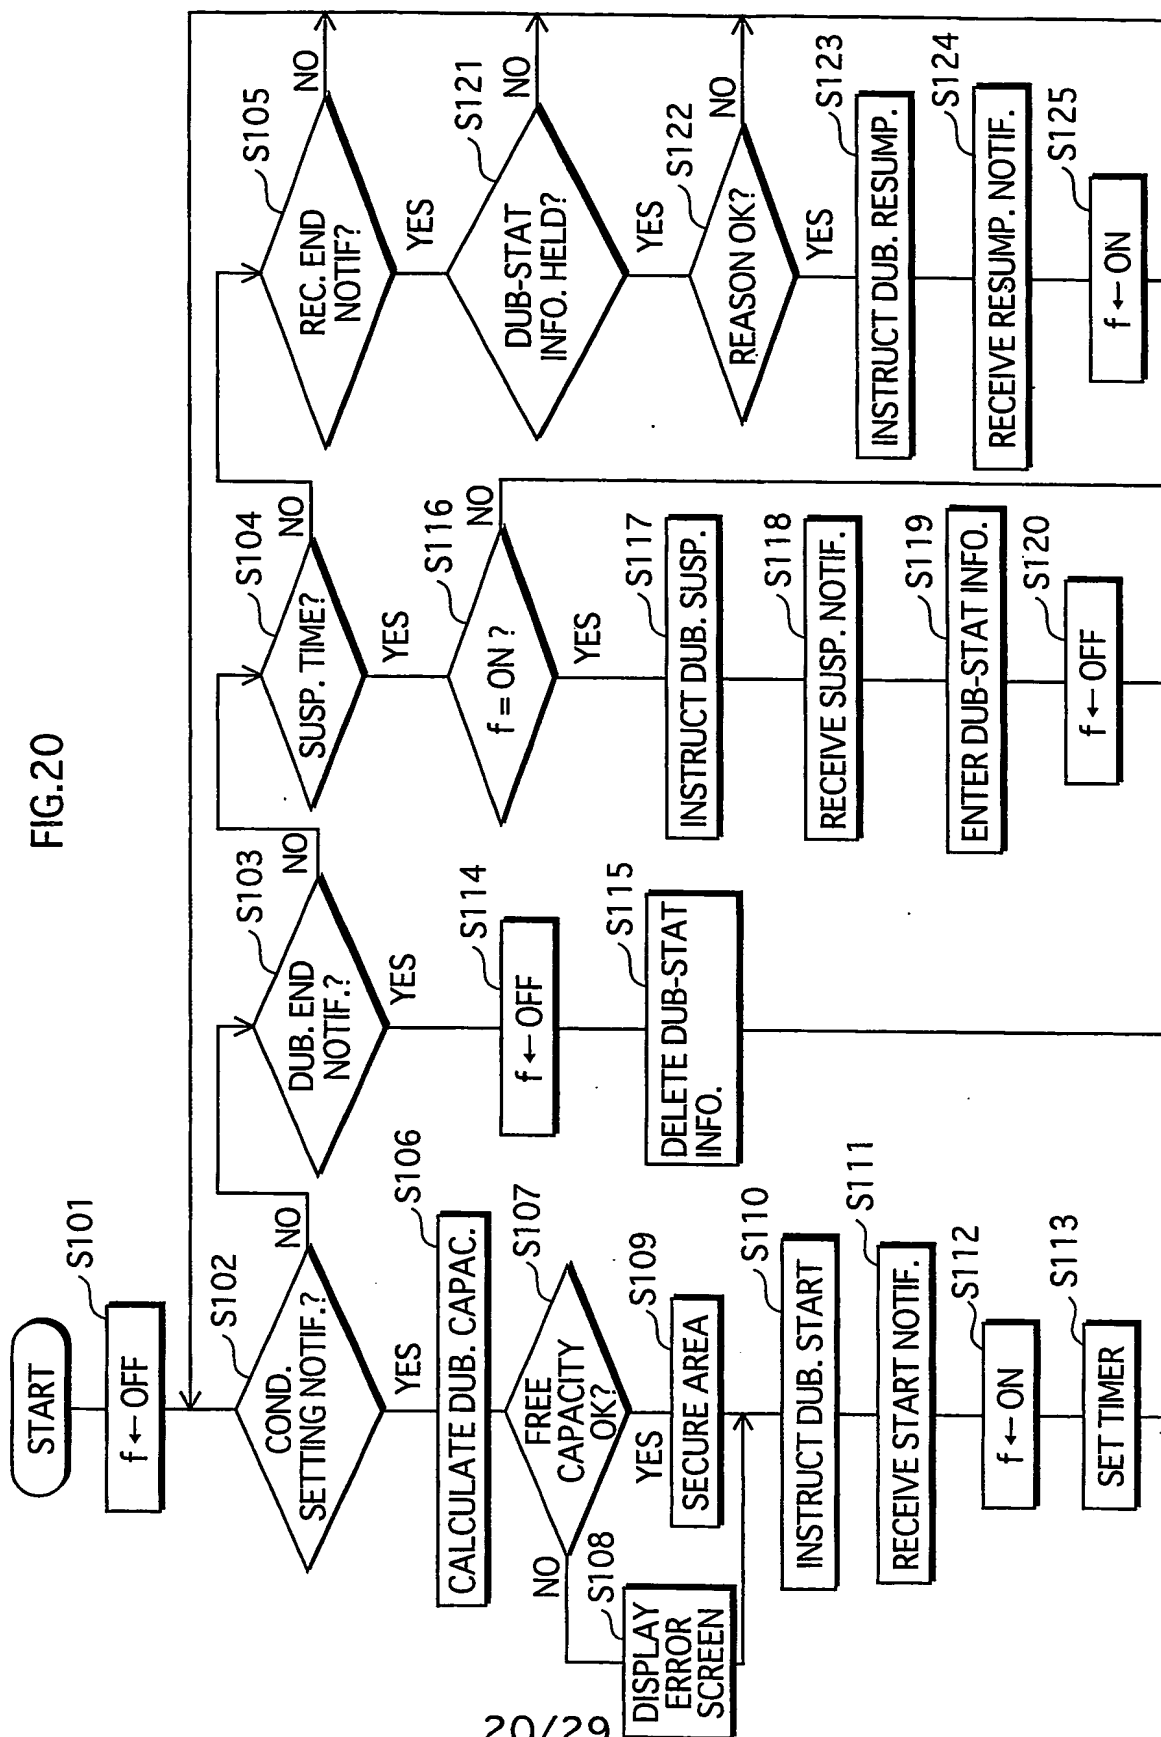 FIG.20
START
S101
f ← OFF
S102
COND.
SETTING NOTIF.?
NO
YES
S106
CALCULATE DUB. CAPAC.
S107
FREE
CAPACITY
OK?
NO
YES
S108
DISPLAY
ERROR
SCREEN
S109
SECURE AREA
S110
INSTRUCT DUB. START
S111
RECEIVE START NOTIF.
S112
f ← ON
S113
SET TIMER
S103
DUB. END
NOTIF.?
NO
YES
S114
f ← OFF
S115
DELETE DUB-STAT
INFO.
S104
SUSP. TIME?
NO
YES
S116
f = ON ?
NO
YES
S117
INSTRUCT DUB. SUSP.
S118
RECEIVE SUSP. NOTIF.
S119
ENTER DUB-STAT INFO.
S120
f ← OFF
S105
REC. END
NOTIF?
NO
YES
S121
DUB-STAT
INFO. HELD?
NO
YES
S122
REASON OK?
NO
YES
S123
INSTRUCT DUB. RESUMP.
S124
RECEIVE RESUMP. NOTIF.
S125
f ← ON
20/29